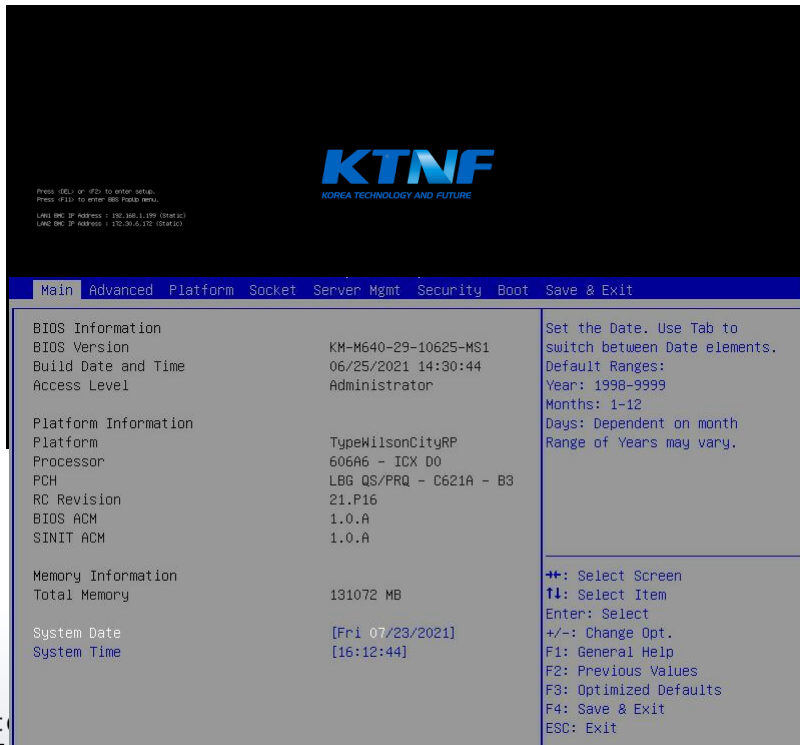 KTNF
KOREA TECHNOLOGY AND FUTURE
Press <DEL> or <F2> to enter setup.
Press <F11> to enter BBS PopUp menu.
LAN1 BMC IP Address : 192.168.1.199 (Static)
LAN2 BMC IP Address : 172.30.6.172 (Static)
Main Advanced Platform Socket Server Mgmt Security Boot Save & Exit
BIOS Information
BIOS Version KM-M640-29-10625-MS1
Build Date and Time 06/25/2021 14:30:44
Access Level Administrator
Platform Information
Platform TypeWilsonCityRP
Processor 606A6 - ICX D0
PCH LBG QS/PRQ - C621A - B3
RC Revision 21.P16
BIOS ACM 1.0.A
SINIT ACM 1.0.A
Memory Information
Total Memory 131072 MB
System Date [Fri 07/23/2021]
System Time [16:12:44]
Set the Date. Use Tab to
switch between Date elements.
Default Ranges:
Year: 1998-9999
Months: 1-12
Days: Dependent on month
Range of Years may vary.
→←: Select Screen
↑↓: Select Item
Enter: Select
+/-: Change Opt.
F1: General Help
F2: Previous Values
F3: Optimized Defaults
F4: Save & Exit
ESC: Exit